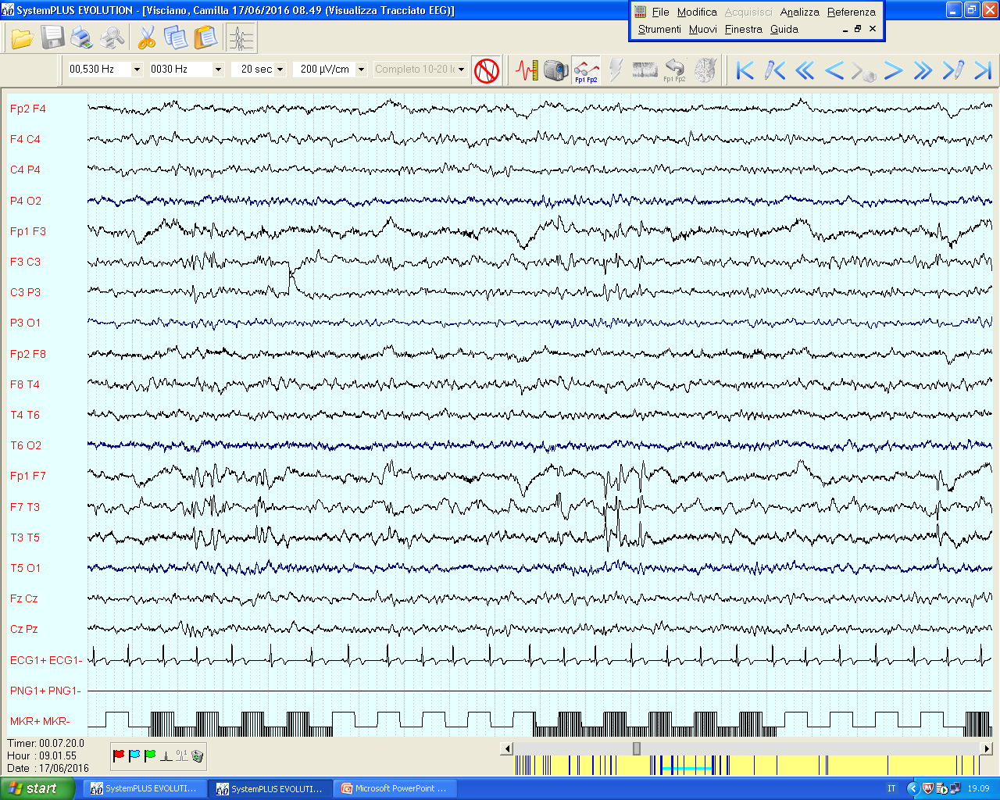 SystemPLUS EVOLUTION - [Visciano, Camilla 17/06/2016 08.49 (Visualizza Tracciato EEG)]
File Modifica Acquisisci Analizza Referenza
Strumenti Muovi Finestra Guida
00,530 Hz 0030 Hz 20 sec 200 µV/cm Completo 10-20 Fp1 Fp2 Fp1 Fp2
Fp2 F4
F4 C4
C4 P4
P4 O2
Fp1 F3
F3 C3
C3 P3
P3 O1
Fp2 F8
F8 T4
T4 T6
T6 O2
Fp1 F7
F7 T3
T3 T5
T5 O1
Fz Cz
Cz Pz
ECG1+ ECG1-
PNG1+ PNG1-
MKR+ MKR-
Timer: 00.07.20.0
Hour : 09.01.55
Date : 17/06/2016
start SystemPLUS EVOLUTI... SystemPLUS EVOLUTI... Microsoft PowerPoint ... IT 19.09